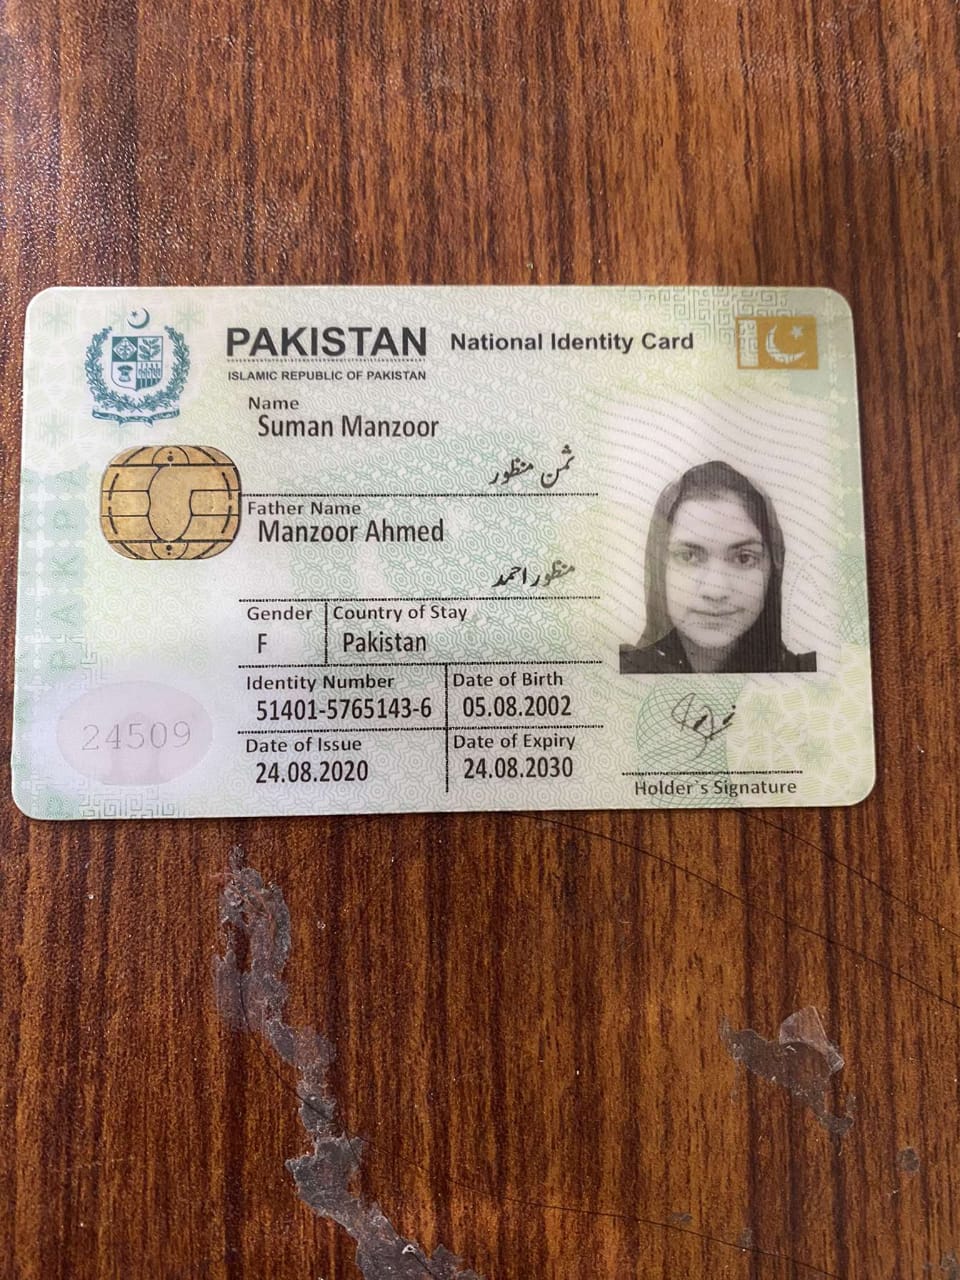 PAKISTAN National Identity Card
ISLAMIC REPUBLIC OF PAKISTAN
Name
Suman Manzoor
ثمن منظور
Father Name
Manzoor Ahmed
منظور احمد
Gender Country of Stay
F Pakistan
Identity Number Date of Birth
51401-5765143-6 05.08.2002
Date of Issue Date of Expiry
24.08.2020 24.08.2030
24509
Holder`s Signature